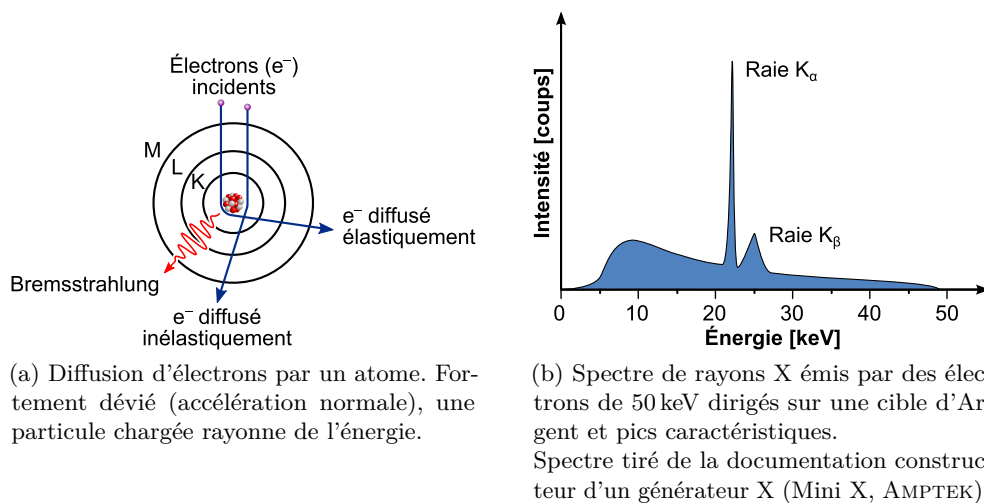 Électrons (e⁻)
incidents
M
L
K
e⁻ diffusé
élastiquement
Bremsstrahlung
e⁻ diffusé
inélastiquement
(a) Diffusion d'électrons par un atome. For-
tement dévié (accélération normale), une
particule chargée rayonne de l'énergie.
Intensité [coups]
Raie Kα
Raie Kβ
0 10 20 30 40 50
Énergie [keV]
(b) Spectre de rayons X émis par des élec
trons de 50 keV dirigés sur une cible d'Ar
gent et pics caractéristiques.
Spectre tiré de la documentation construc
teur d'un générateur X (Mini X, AMPTEK)